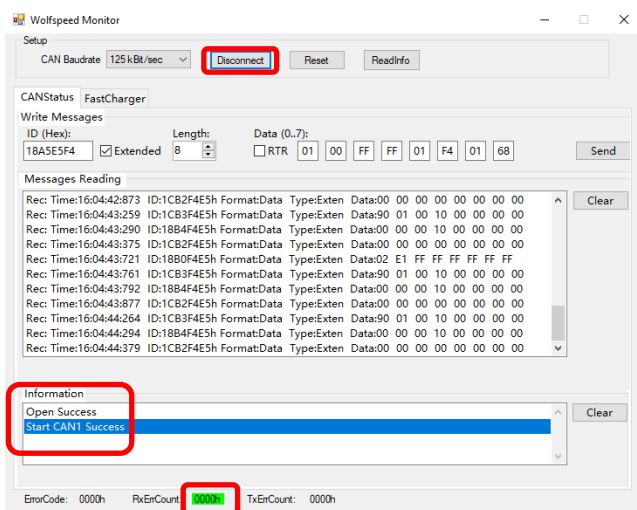 Wolfspeed Monitor
Setup
CAN Baudrate 125 kBit/sec Disconnect Reset ReadInfo
CANStatus FastCharger
Write Messages
ID (Hex): Length: Data (0..7):
18A5E5F4 Extended 8 RTR 01 00 FF FF 01 F4 01 68 Send
Messages Reading
Rec: Time:16:04:42:873 ID:1CB2F4E5h Format:Data Type:Exten Data:00 00 00 00 00 00 00 00 Clear
Rec: Time:16:04:43:259 ID:1CB3F4E5h Format:Data Type:Exten Data:90 01 00 10 00 00 00 00
Rec: Time:16:04:43:290 ID:18B4F4E5h Format:Data Type:Exten Data:00 00 00 10 00 00 00 00
Rec: Time:16:04:43:375 ID:1CB2F4E5h Format:Data Type:Exten Data:00 00 00 00 00 00 00 00
Rec: Time:16:04:43:721 ID:18B0F4E5h Format:Data Type:Exten Data:02 E1 FF FF FF FF FF FF
Rec: Time:16:04:43:761 ID:1CB3F4E5h Format:Data Type:Exten Data:90 01 00 10 00 00 00 00
Rec: Time:16:04:43:792 ID:18B4F4E5h Format:Data Type:Exten Data:00 00 00 10 00 00 00 00
Rec: Time:16:04:43:877 ID:1CB2F4E5h Format:Data Type:Exten Data:00 00 00 00 00 00 00 00
Rec: Time:16:04:44:264 ID:1CB3F4E5h Format:Data Type:Exten Data:90 01 00 10 00 00 00 00
Rec: Time:16:04:44:294 ID:18B4F4E5h Format:Data Type:Exten Data:00 00 00 10 00 00 00 00
Rec: Time:16:04:44:379 ID:1CB2F4E5h Format:Data Type:Exten Data:00 00 00 00 00 00 00 00
Information
Open Success Clear
Start CAN1 Success
ErrorCode: 0000h RxErrCount 0000h TxErrCount: 0000h